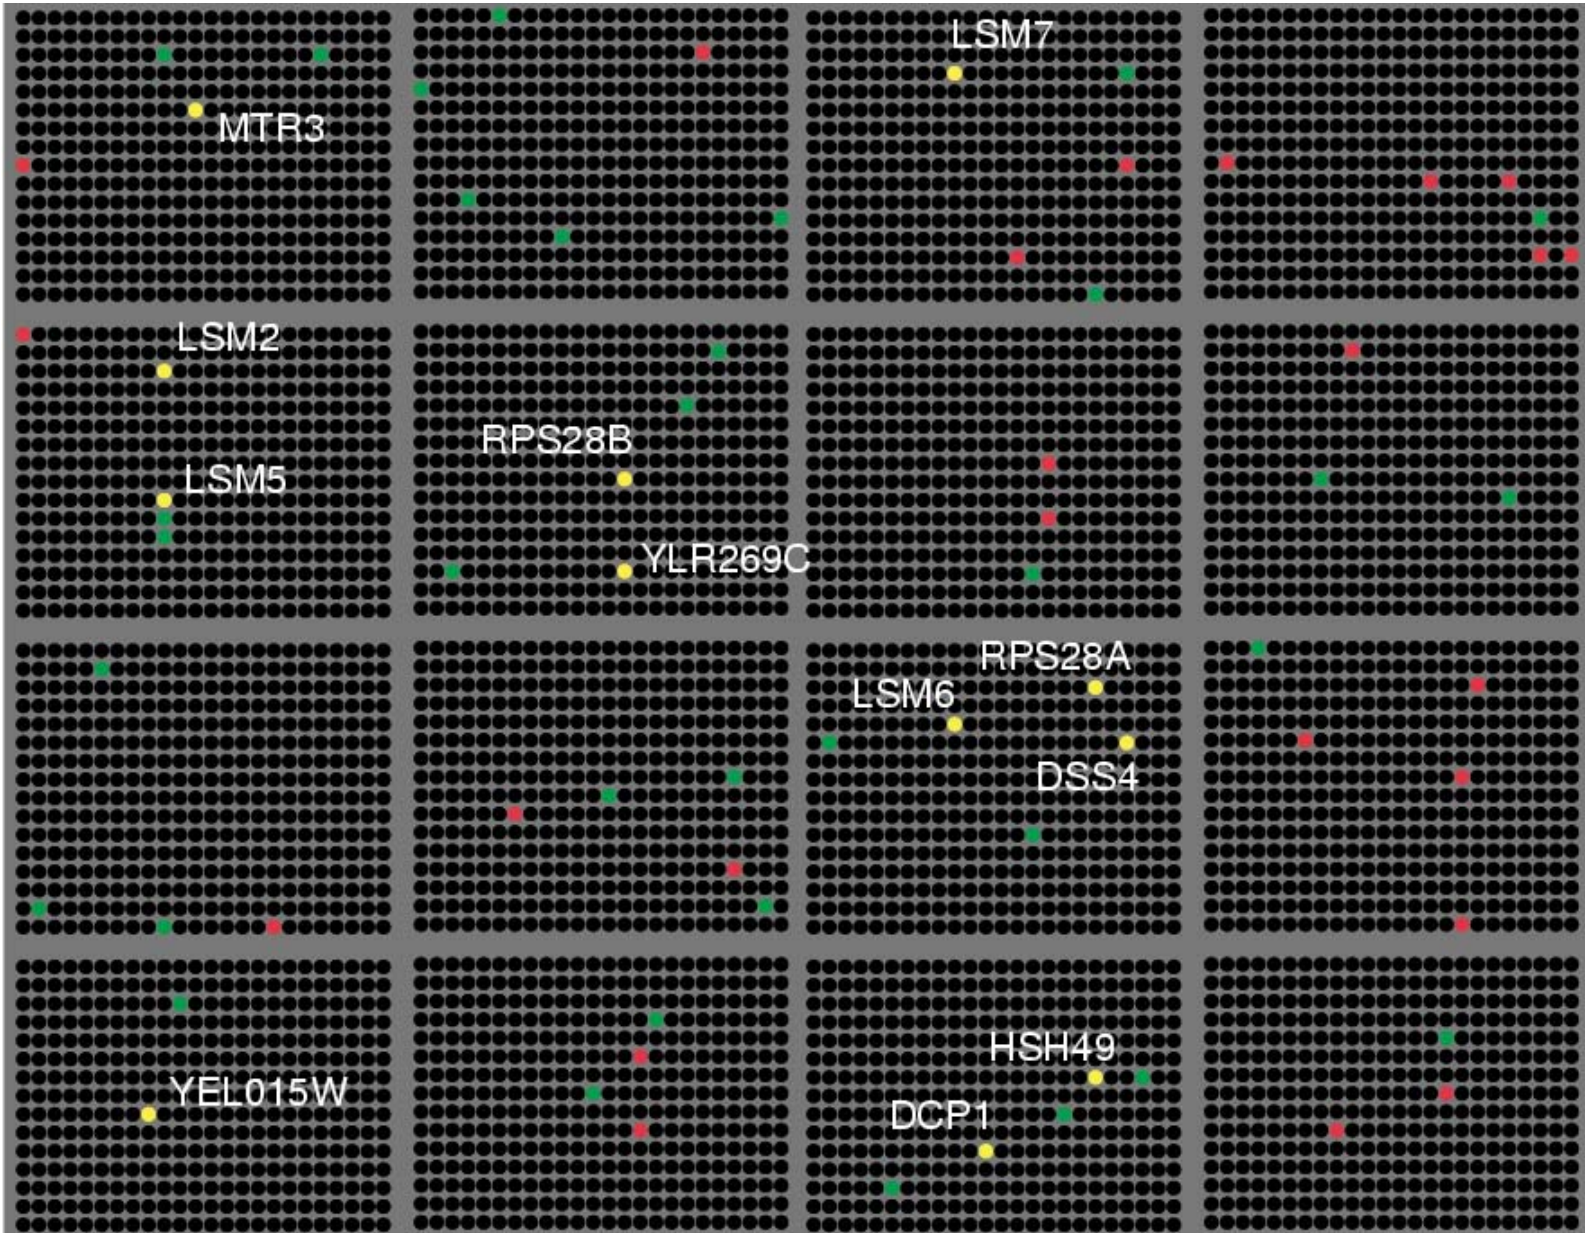 LSM7
MTR3
LSM2
LSM5
RPS28B
YLR269C
RPS28A
LSM6
DSS4
HSH49
YEL015W
DCP1